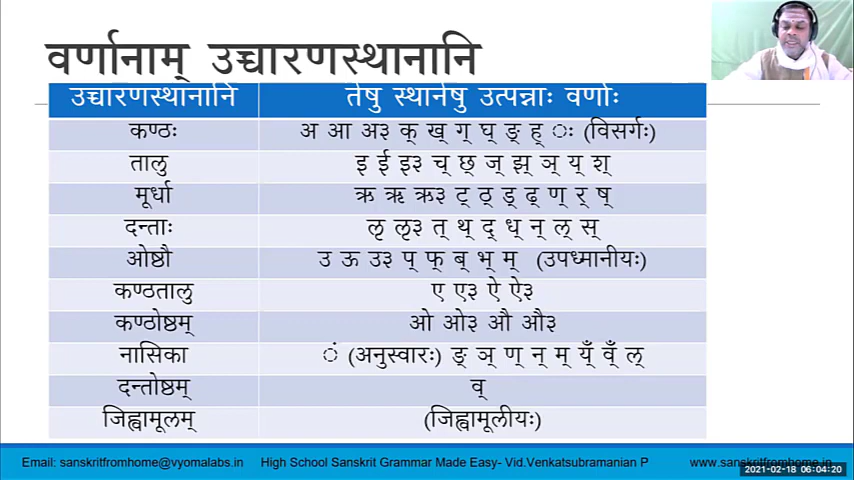 वर्णानाम् उच्चारणस्थानानि
उच्चारणस्थानानि तेषु स्थानेषु उत्पन्नाः वर्णाः
कण्ठः अ आ अ३ क् ख् ग् घ् ङ् ह् ः (विसर्गः)
तालु इ ई इ३ च् छ् ज् झ् ञ् य् श्
मूर्धा ऋ ॠ ऋ३ ट् ठ् ड् ढ् ण् र् ष्
दन्ताः ऌ ऌ३ त् थ् द् ध् न् ल् स्
ओष्ठौ उ ऊ उ३ प् फ् ब् भ् म् (उपध्मानीयः)
कण्ठतालु ए ए३ ऐ ऐ३
कण्ठोष्ठम् ओ ओ३ औ औ३
नासिका ं (अनुस्वारः) ङ् ञ् ण् न् म् य्ँ व्ँ ल्
दन्तोष्ठम् व्
जिह्वामूलम् (जिह्वामूलीयः)
Email: sanskritfromhome@vyomalabs.in High School Sanskrit Grammar Made Easy- Vid.Venkatsubramanian P www.sanskritfromhome.in
2021-02-18 06:04:20